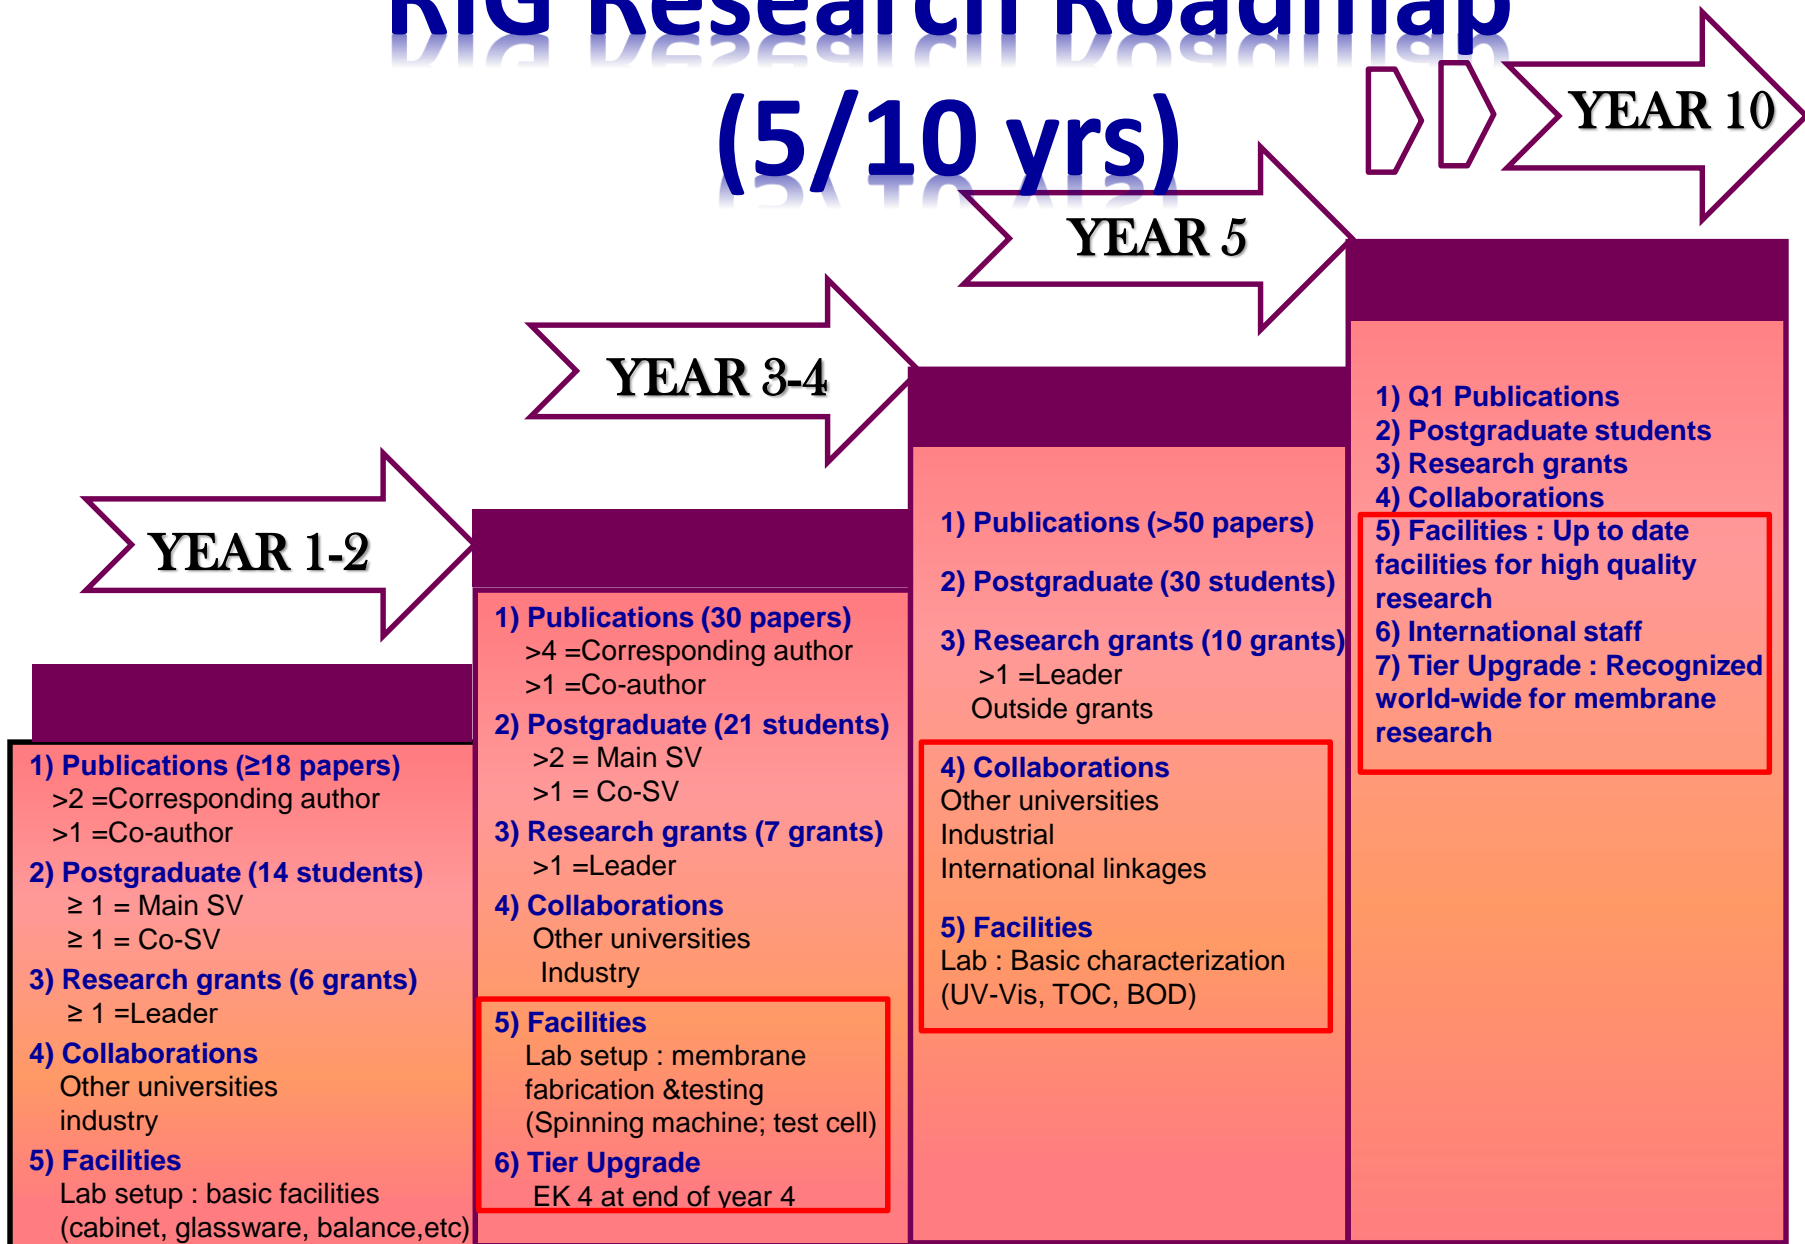 RIG Research Roadmap
(5/10 yrs)
YEAR 1-2
1) Publications (≥18 papers)
>2 =Corresponding author
>1 =Co-author
2) Postgraduate (14 students)
≥ 1 = Main SV
≥ 1 = Co-SV
3) Research grants (6 grants)
≥ 1 =Leader
4) Collaborations
Other universities
industry
5) Facilities
Lab setup : basic facilities
(cabinet, glassware, balance,etc)
YEAR 3-4
1) Publications (30 papers)
>4 =Corresponding author
>1 =Co-author
2) Postgraduate (21 students)
>2 = Main SV
>1 = Co-SV
3) Research grants (7 grants)
>1 =Leader
4) Collaborations
Other universities
Industry
5) Facilities
Lab setup : membrane
fabrication &testing
(Spinning machine; test cell)
6) Tier Upgrade
EK 4 at end of year 4
YEAR 5
1) Publications (>50 papers)
2) Postgraduate (30 students)
3) Research grants (10 grants)
>1 =Leader
Outside grants
4) Collaborations
Other universities
Industrial
International linkages
5) Facilities
Lab : Basic characterization
(UV-Vis, TOC, BOD)
YEAR 10
1) Q1 Publications
2) Postgraduate students
3) Research grants
4) Collaborations
5) Facilities : Up to date
facilities for high quality
research
6) International staff
7) Tier Upgrade : Recognized
world-wide for membrane
research